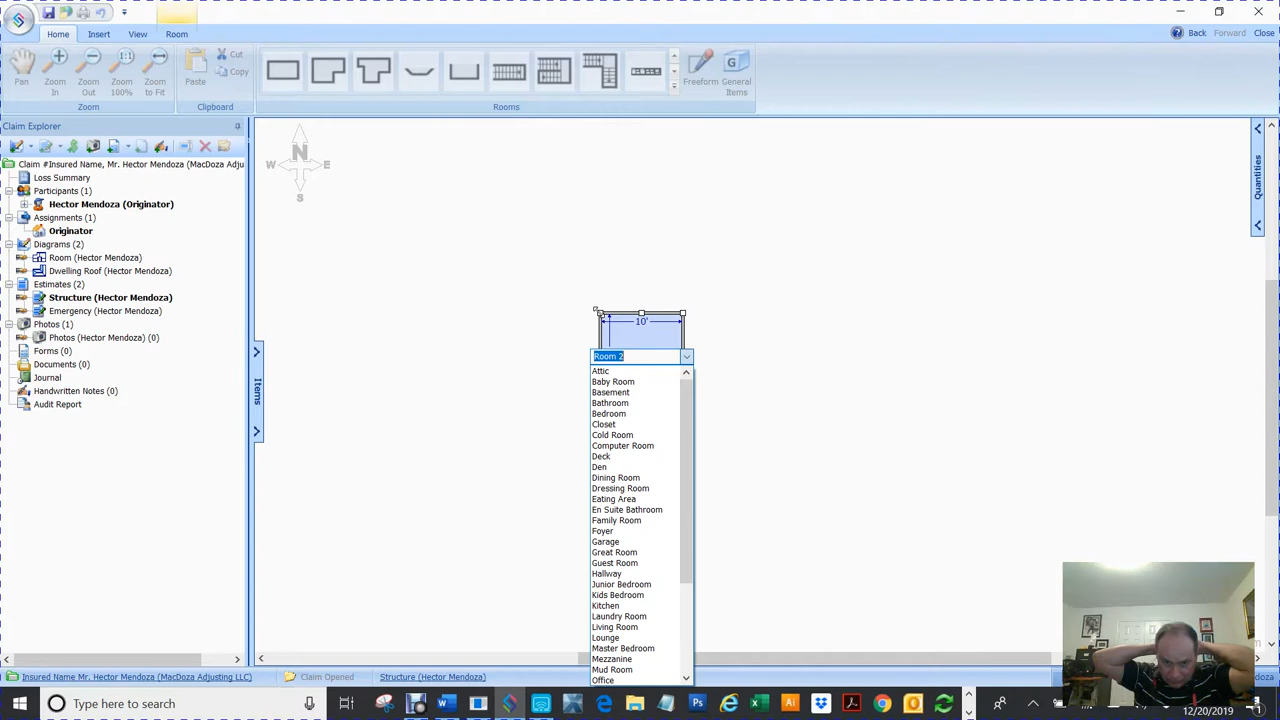 Home Insert View Room
Back Forward Close
Pan
Zoom In
Zoom Out
Zoom 100%
Zoom to Fit
Paste
Cut
Copy
Freeform
General Items
Zoom Clipboard Rooms
Claim Explorer
Claim #Insured Name, Mr. Hector Mendoza (MacDoza Adju
Loss Summary
Participants (1)
Hector Mendoza (Originator)
Assignments (1)
Originator
Diagrams (2)
Room (Hector Mendoza)
Dwelling Roof (Hector Mendoza)
Estimates (2)
Structure (Hector Mendoza)
Emergency (Hector Mendoza)
Photos (1)
Photos (Hector Mendoza) (0)
Forms (0)
Documents (0)
Journal
Handwritten Notes (0)
Audit Report
Items
N
W E
S
10'
Room 2
Attic
Baby Room
Basement
Bathroom
Bedroom
Closet
Cold Room
Computer Room
Deck
Den
Dining Room
Dressing Room
Eating Area
En Suite Bathroom
Family Room
Foyer
Garage
Great Room
Guest Room
Hallway
Junior Bedroom
Kids Bedroom
Kitchen
Laundry Room
Living Room
Lounge
Master Bedroom
Mezzanine
Mud Room
Office
Quantities
Insured Name Mr. Hector Mendoza (MacDoza Adjusting LLC) Claim Opened Structure (Hector Mendoza) doza
Type here to search
12/20/2019